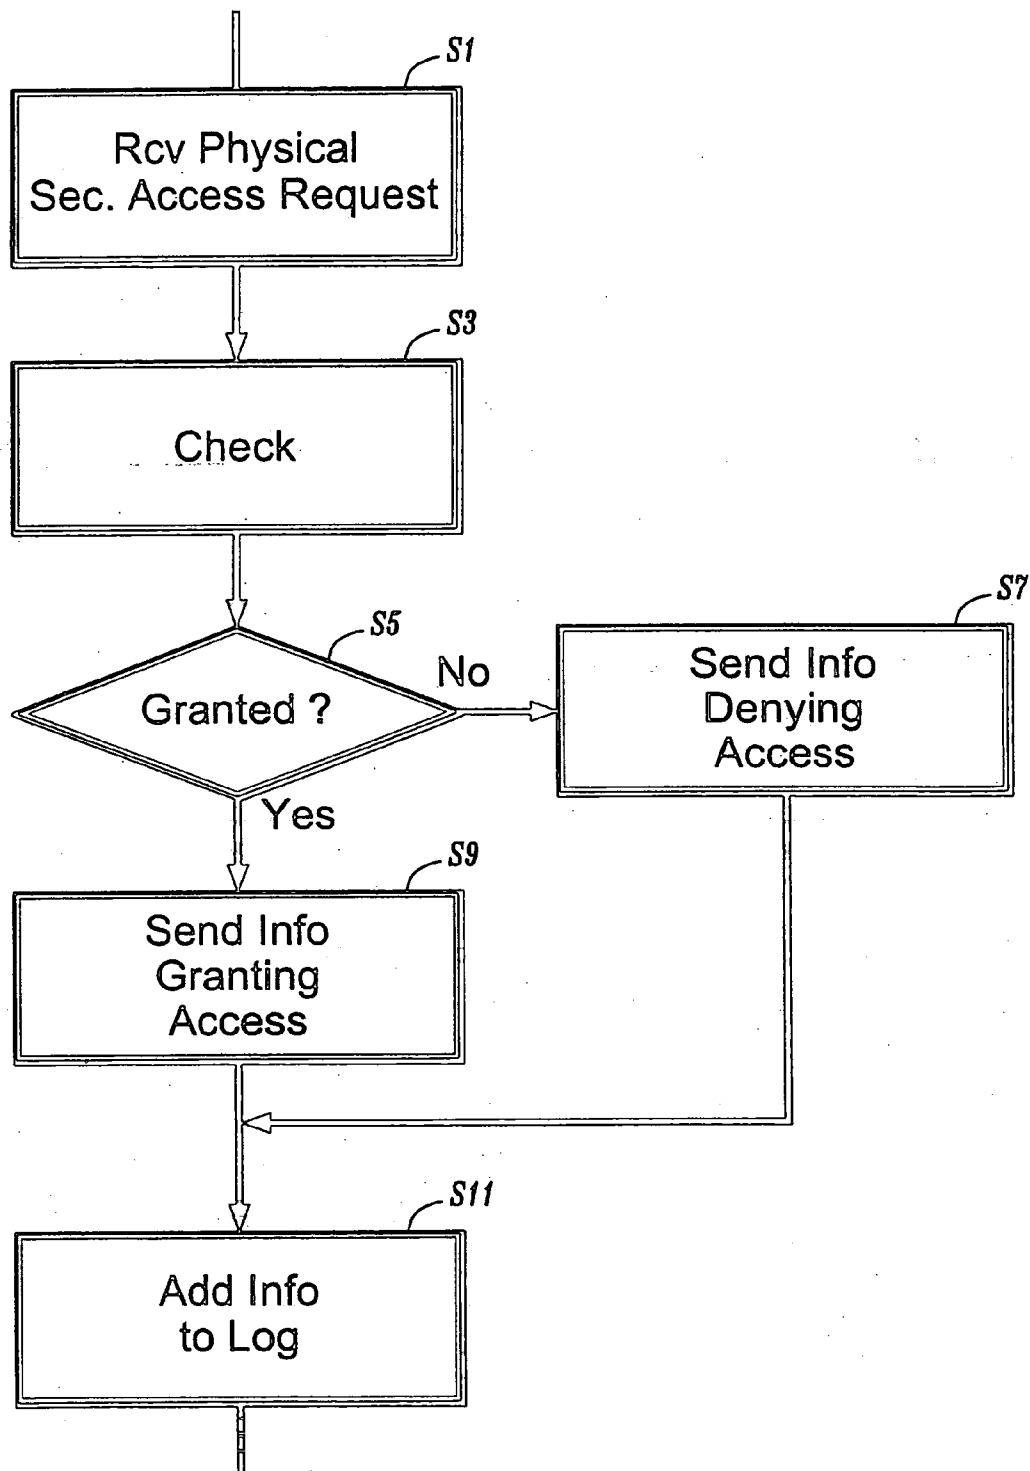 S1
Rcv Physical
Sec. Access Request
S3
Check
S5
Granted ?
No
S7
Send Info
Denying
Access
Yes
S9
Send Info
Granting
Access
S11
Add Info
to Log